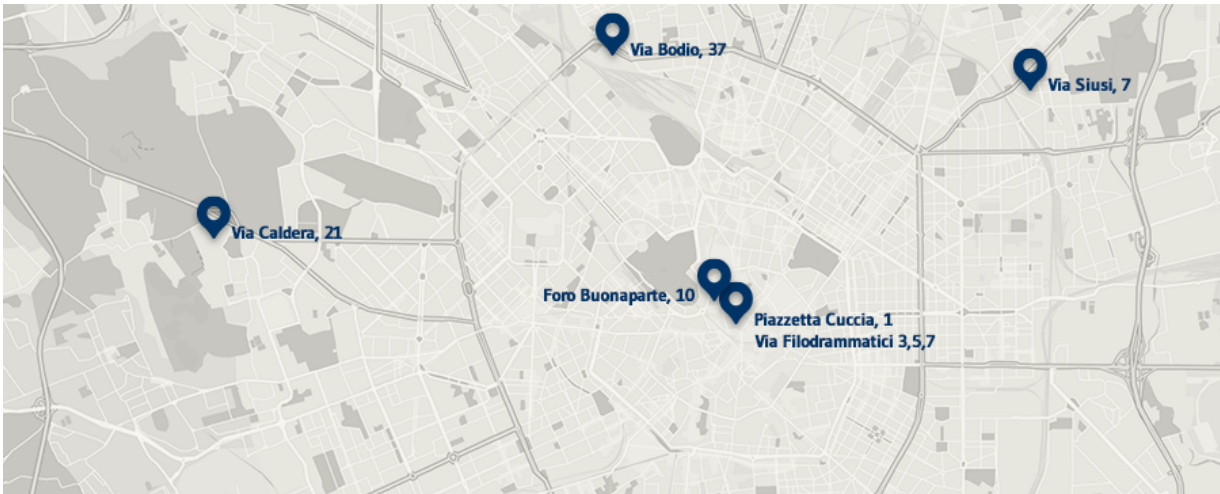 Via Bodio, 37
Via Siusi, 7
Via Caldera, 21
Foro Buonaparte, 10
Piazzetta Cuccia, 1
Via Filodrammatici 3,5,7